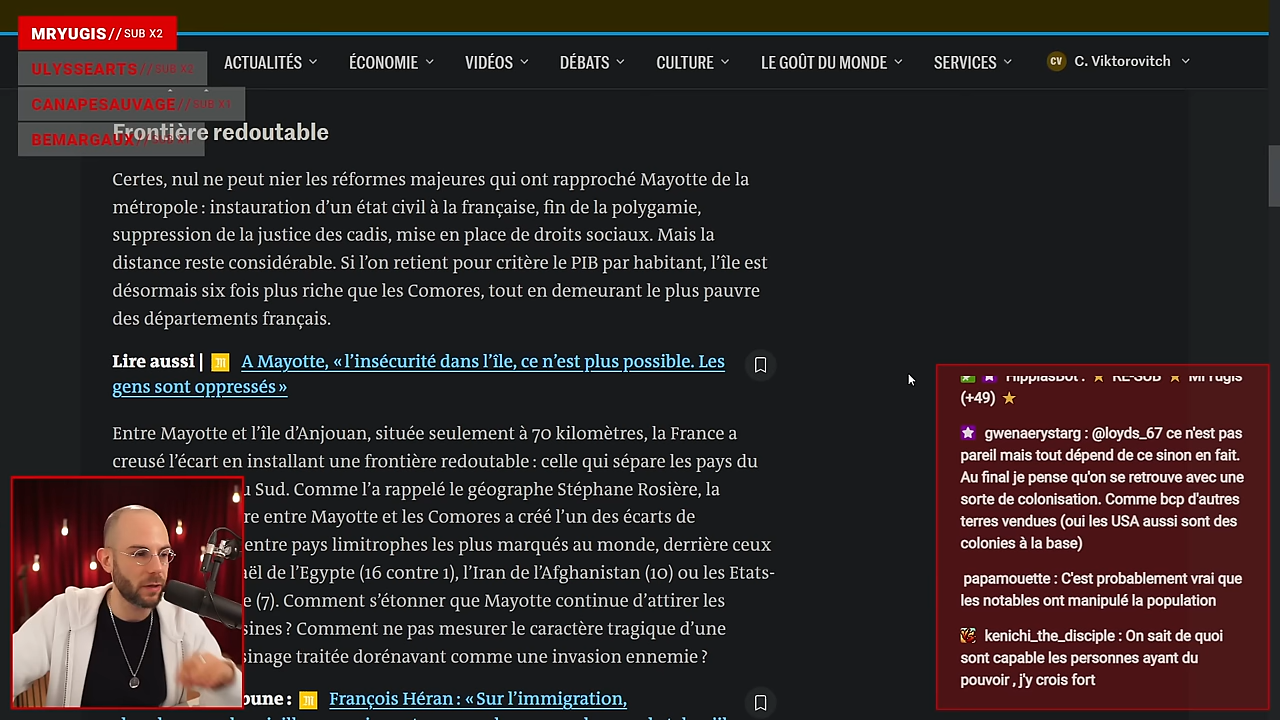 MRYUGIS // SUB X2
ULYSSEARTS // SUB X2
CANAPESAUVAGE // SUB X1
BEMARGAUX
ACTUALITÉS
ÉCONOMIE
VIDÉOS
DÉBATS
CULTURE
LE GOÛT DU MONDE
SERVICES
CV C. Viktorovitch
Frontière redoutable
Certes, nul ne peut nier les réformes majeures qui ont rapproché Mayotte de la
métropole : instauration d’un état civil à la française, fin de la polygamie,
suppression de la justice des cadis, mise en place de droits sociaux. Mais la
distance reste considérable. Si l’on retient pour critère le PIB par habitant, l’île est
désormais six fois plus riche que les Comores, tout en demeurant le plus pauvre
des départements français.
Lire aussi | A Mayotte, « l’insécurité dans l’île, ce n’est plus possible. Les
gens sont oppressés »
Entre Mayotte et l’île d’Anjouan, située seulement à 70 kilomètres, la France a
creusé l’écart en installant une frontière redoutable : celle qui sépare les pays du
u Sud. Comme l’a rappelé le géographe Stéphane Rosière, la
re entre Mayotte et les Comores a créé l’un des écarts de
entre pays limitrophes les plus marqués au monde, derrière ceux
aël de l’Egypte (16 contre 1), l’Iran de l’Afghanistan (10) ou les Etats-
e (7). Comment s’étonner que Mayotte continue d’attirer les
sines ? Comment ne pas mesurer le caractère tragique d’une
sinage traitée dorénavant comme une invasion ennemie ?
bune : François Héran : « Sur l’immigration,
HippiasBot : RE-SUB MrYugis
(+49)
gwenaerystarg : @loyds_67 ce n'est pas
pareil mais tout dépend de ce sinon en fait.
Au final je pense qu'on se retrouve avec une
sorte de colonisation. Comme bcp d'autres
terres vendues (oui les USA aussi sont des
colonies à la base)
papamouette : C'est probablement vrai que
les notables ont manipulé la population
kenichi_the_disciple : On sait de quoi
sont capable les personnes ayant du
pouvoir , j'y crois fort